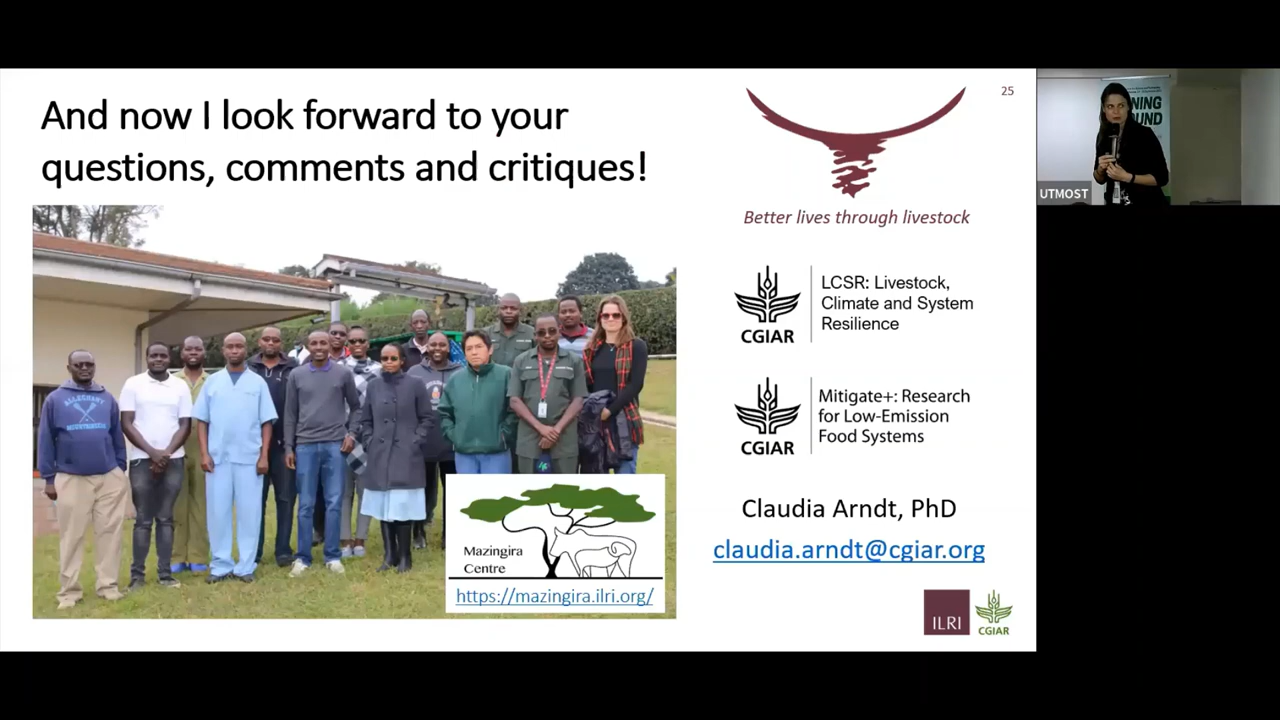 And now I look forward to your
questions, comments and critiques!
25
Better lives through livestock
CGIAR
LCSR: Livestock,
Climate and System
Resilience
CGIAR
Mitigate+: Research
for Low-Emission
Food Systems
Claudia Arndt, PhD
claudia.arndt@cgiar.org
ILRI
CGIAR
Mazingira
Centre
https://mazingira.ilri.org/
ALLEGHANY
MOUNTAINEERS
UTMOST